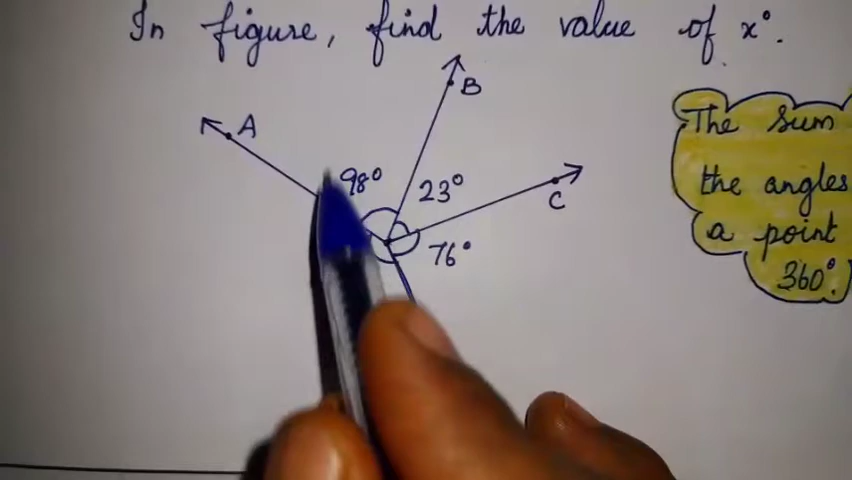 In figure, find the value of x°.
B
A
98°
23°
C
76°
The sum
the angles
a point
360°.